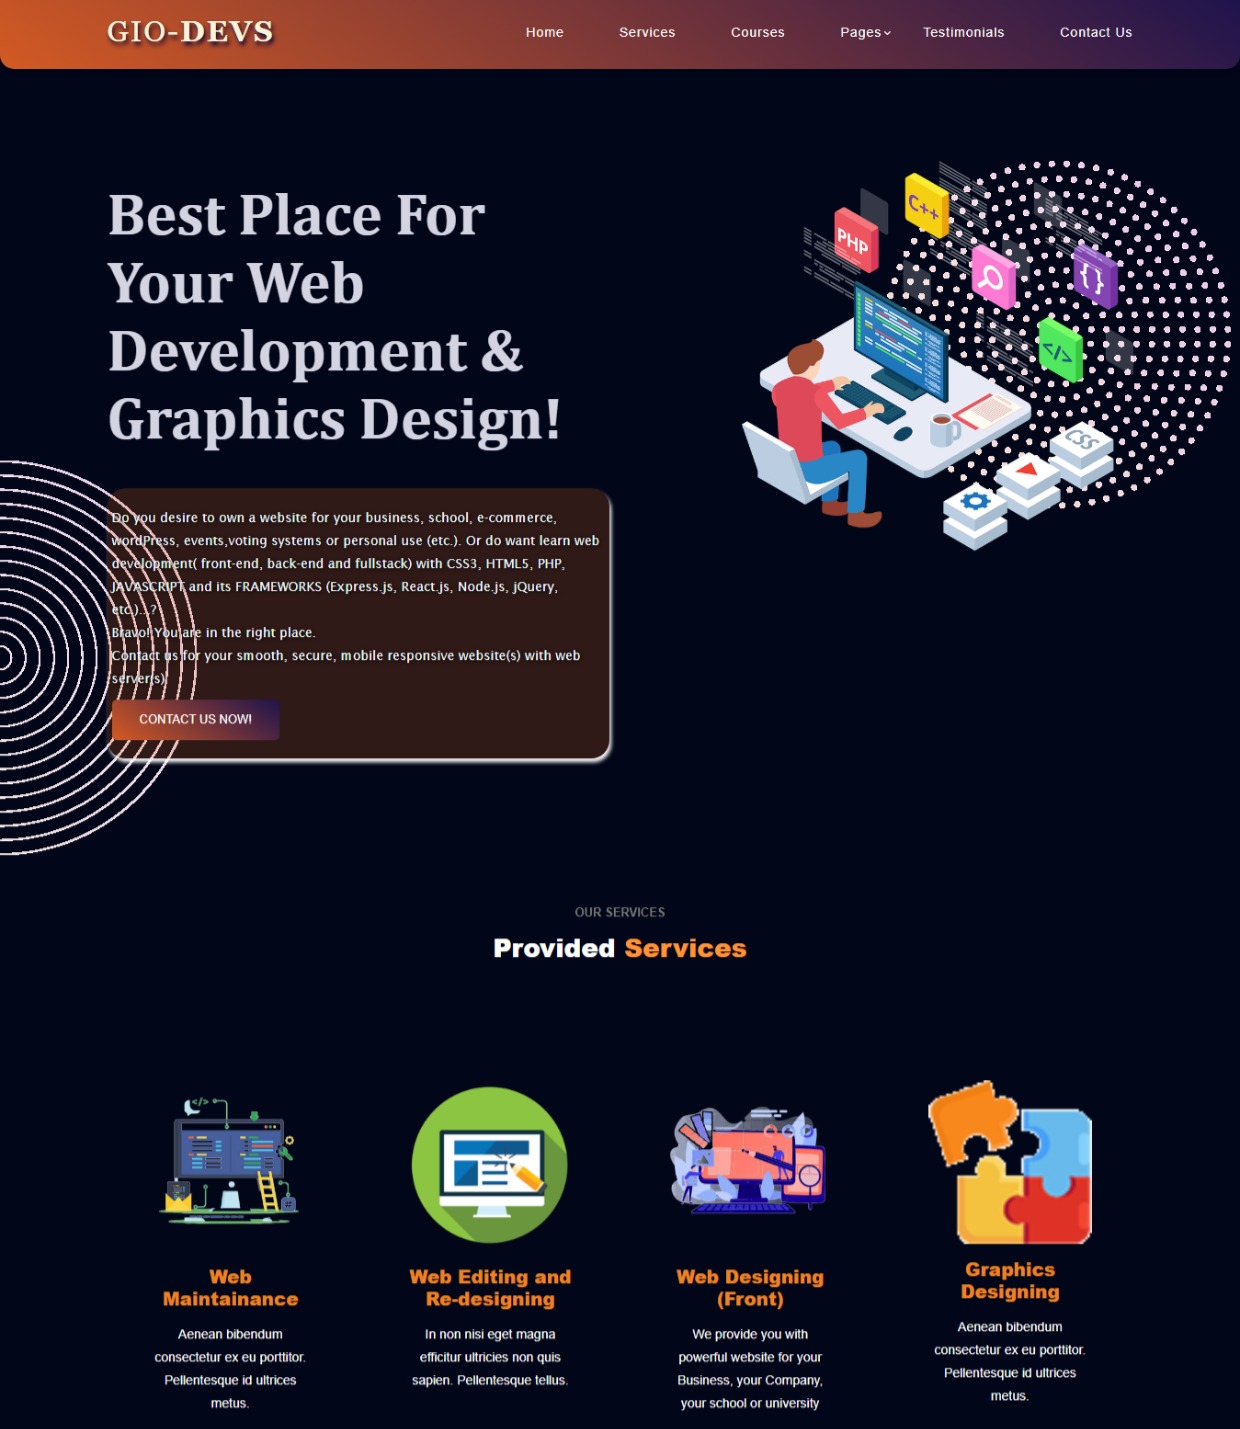 GIO-DEVS
Home Services Courses Pages Testimonials Contact Us
Best Place For
Your Web
Development &
Graphics Design!
C++
PHP
{}
</>
CSS
Do you desire to own a website for your business, school, e-commerce,
wordPress, events,voting systems or personal use (etc.). Or do want learn web
development( front-end, back-end and fullstack) with CSS3, HTML5, PHP,
JAVASCRIPT and its FRAMEWORKS (Express.js, React.js, Node.js, jQuery,
etc.)...?
Bravo! You are in the right place.
Contact us for your smooth, secure, mobile responsive website(s) with web
server(s)
CONTACT US NOW!
OUR SERVICES
Provided Services
</>
Web
Maintainance
Aenean bibendum
consectetur ex eu porttitor.
Pellentesque id ultrices
metus.
Web Editing and
Re-designing
In non nisi eget magna
efficitur ultricies non quis
sapien. Pellentesque tellus.
Web Designing
(Front)
We provide you with
powerful website for your
Business, your Company,
your school or university
Graphics
Designing
Aenean bibendum
consectetur ex eu porttitor.
Pellentesque id ultrices
metus.